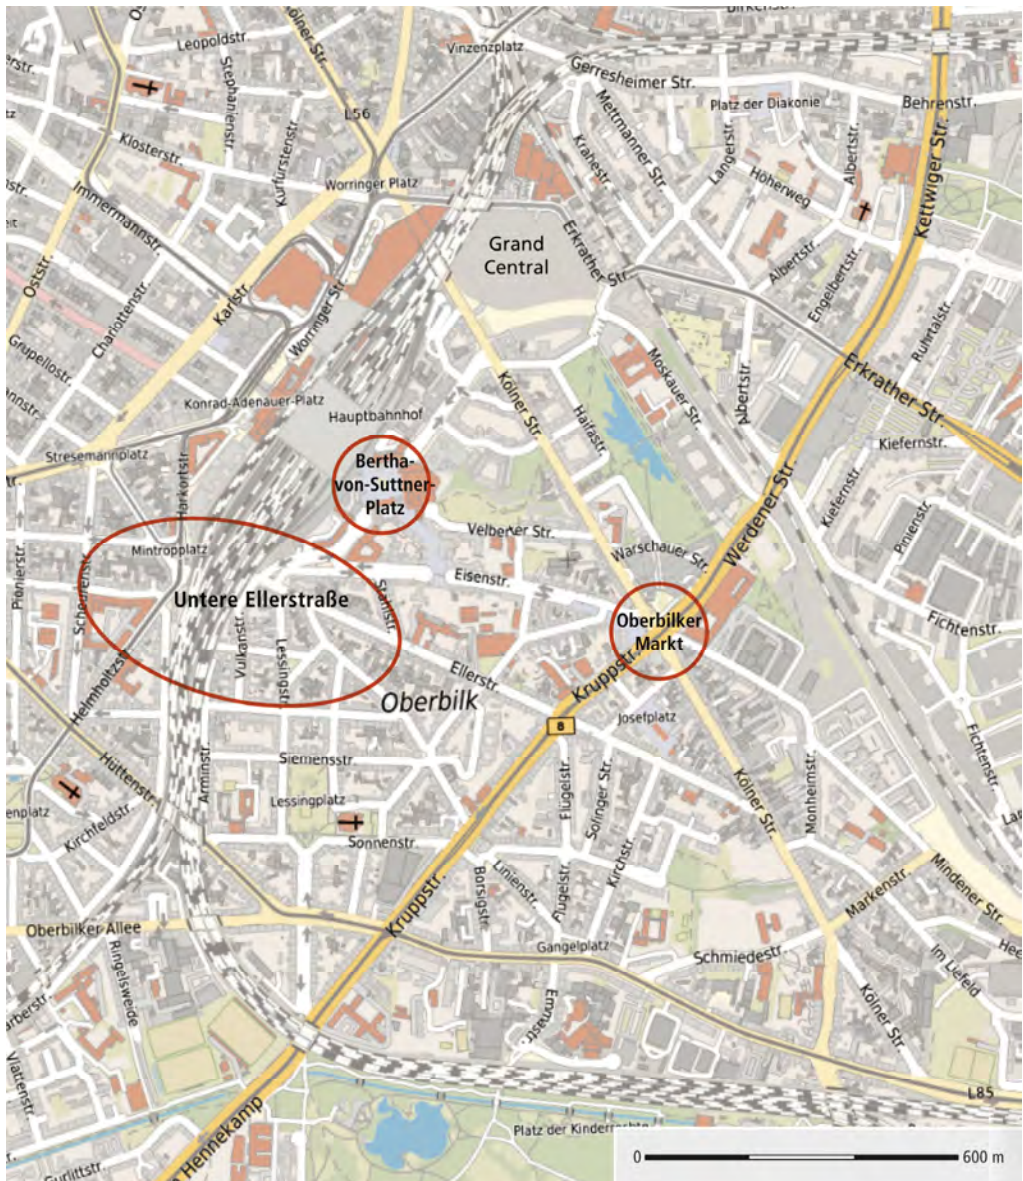 Birkenstr.
Leopoldstr.
Kölner Str.
Vinzenzplatz
Gerresheimer Str.
Stephanienstr.
Mettmanner Str.
Platz der Diakonie
Behrenstr.
L56
Klosterstr.
Kurfürstenstr.
Krahestr.
Langerstr.
Albertstr.
Kettwiger Str.
Worringer Platz
Höherweg
Immermannstr.
Oststr.
Grand
Central
Erkrather Str.
Albertstr.
Engelbertstr.
Charlottenstr.
Karlstr.
Worringer Str.
Ruhrtalstr.
Grupellostr.
Moskauer Str.
Albertstr.
Erkrather Str.
Konrad-Adenauer-Platz
Hauptbahnhof
Kölner Str.
Haifastr.
Kiefernstr.
Stresemannplatz
Harkortstr.
Bertha-
von-Suttner-
Platz
Werdener Str.
Kiefernstr.
Pinienstr.
Velberter Str.
Warschauer Str.
Mintropplatz
Pionierstr.
Scheurenstr.
Eisenstr.
Untere Ellerstraße
Stahlstr.
Oberbilker
Markt
Fichtenstr.
Vulkanstr.
Lessingstr.
Helmholtzstr.
Ellerstr.
Kruppstr.
Oberbilk
Josefplatz
8
Fichtenstr.
Hüttenstr.
Arminstr.
Siemensstr.
Flügelstr.
Solinger Str.
Kölner Str.
Monheimstr.
Lessingplatz
Kirchfeldstr.
Sonnenstr.
Linienstr.
Kirchstr.
Borsigstr.
Flügelstr.
Kruppstr.
Markenstr.
Mindener Str.
Oberbilker Allee
Ringelsweide
Gangelplatz
Schmiedestr.
Im Liefeld
Kölner Str.
Emmastr.
L85
Hennekamp
Platz der Kinderrechte
0
600 m